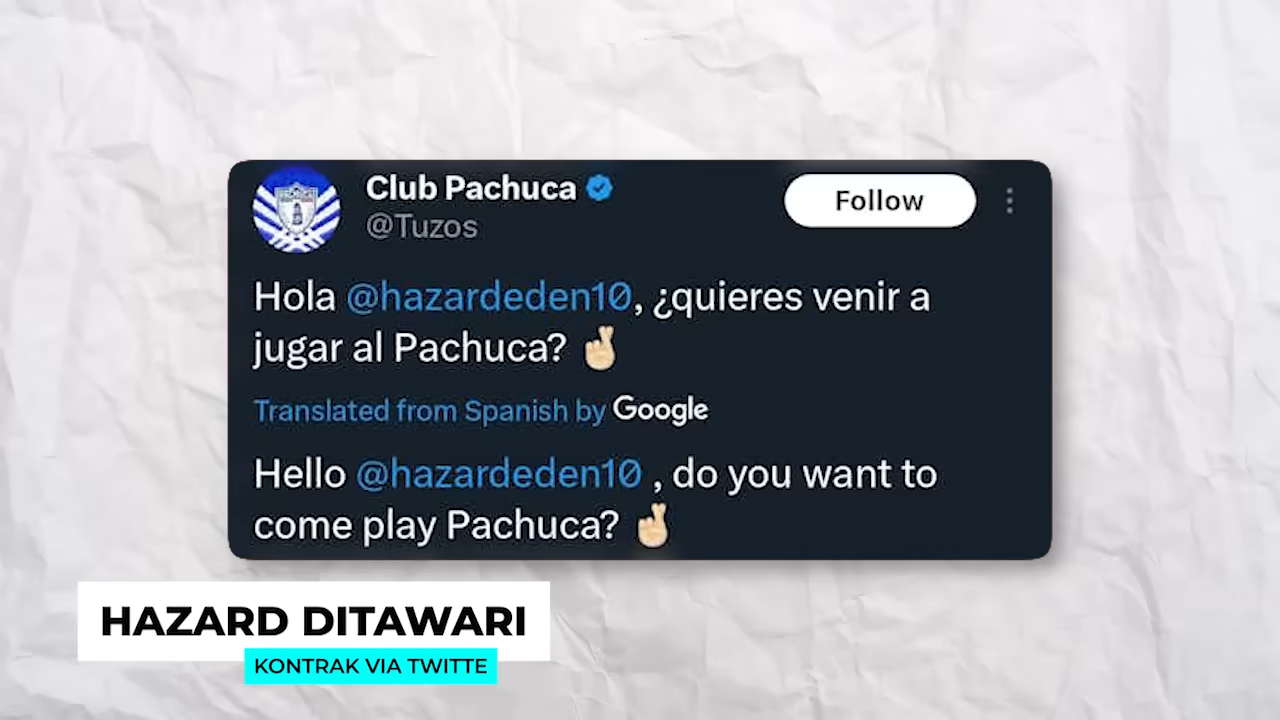 Club Pachuca
@Tuzos
Follow
Hola @hazardeden10, ¿quieres venir a
jugar al Pachuca? 🤞🏻
Translated from Spanish by Google
Hello @hazardeden10 , do you want to
come play Pachuca? 🤞🏻
HAZARD DITAWARI
KONTRAK VIA TWITTE